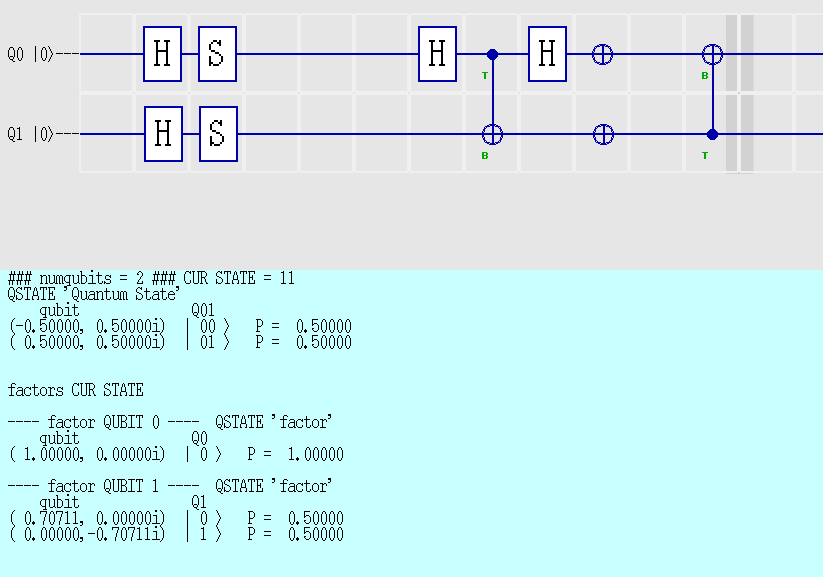 H S H H
Q0 |0⟩---
T B
H S
Q1 |0⟩---
B T
### numqubits = 2 ### CUR STATE = 11
QSTATE 'Quantum State'
qubit Q01
(-0.50000, 0.50000i) | 00 ⟩ P = 0.50000
( 0.50000, 0.50000i) | 01 ⟩ P = 0.50000
factors CUR STATE
---- factor QUBIT 0 ---- QSTATE 'factor'
qubit Q0
( 1.00000, 0.00000i) | 0 ⟩ P = 1.00000
---- factor QUBIT 1 ---- QSTATE 'factor'
qubit Q1
( 0.70711, 0.00000i) | 0 ⟩ P = 0.50000
( 0.00000,-0.70711i) | 1 ⟩ P = 0.50000